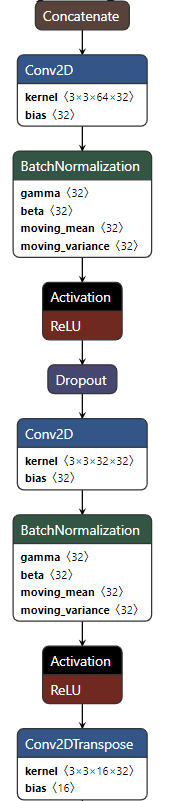 Concatenate
Conv2D
kernel 〈3×3×64×32〉
bias 〈32〉
BatchNormalization
gamma 〈32〉
beta 〈32〉
moving_mean 〈32〉
moving_variance 〈32〉
Activation
ReLU
Dropout
Conv2D
kernel 〈3×3×32×32〉
bias 〈32〉
BatchNormalization
gamma 〈32〉
beta 〈32〉
moving_mean 〈32〉
moving_variance 〈32〉
Activation
ReLU
Conv2DTranspose
kernel 〈3×3×16×32〉
bias 〈16〉